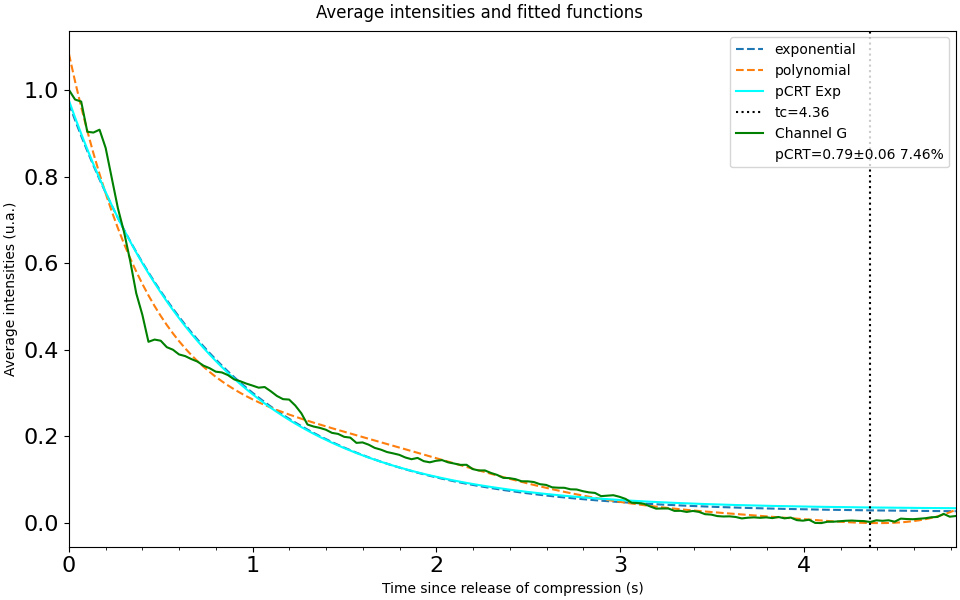 Average intensities and fitted functions
exponential
polynomial
pCRT Exp
tc=4.36
Channel G
pCRT=0.79±0.06 7.46%
Average intensities (u.a.)
1.0
0.8
0.6
0.4
0.2
0.0
0 1 2 3 4
Time since release of compression (s)